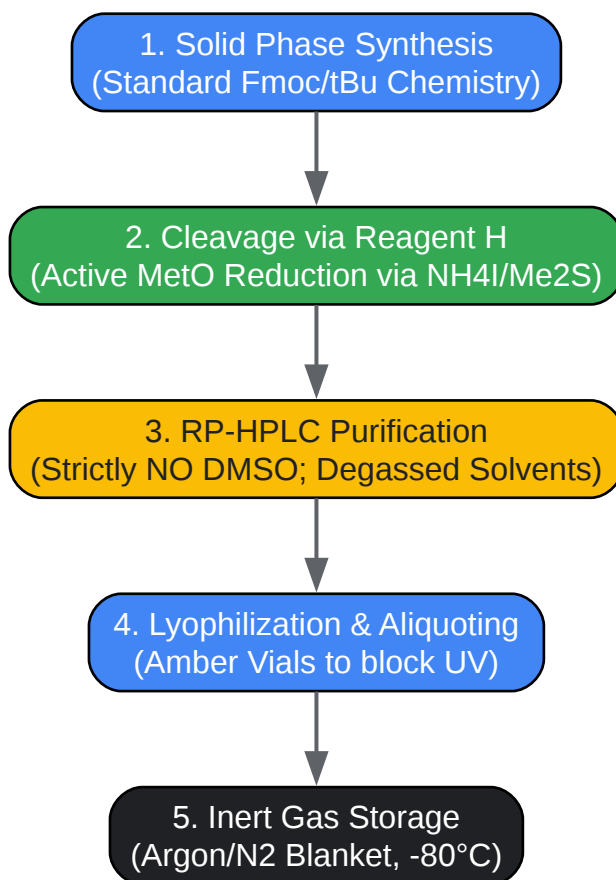 1. Solid Phase Synthesis
(Standard Fmoc/tBu Chemistry)
2. Cleavage via Reagent H
(Active MetO Reduction via NH4I/Me2S)
3. RP-HPLC Purification
(Strictly NO DMSO; Degassed Solvents)
4. Lyophilization & Aliquoting
(Amber Vials to block UV)
5. Inert Gas Storage
(Argon/N2 Blanket, -80°C)